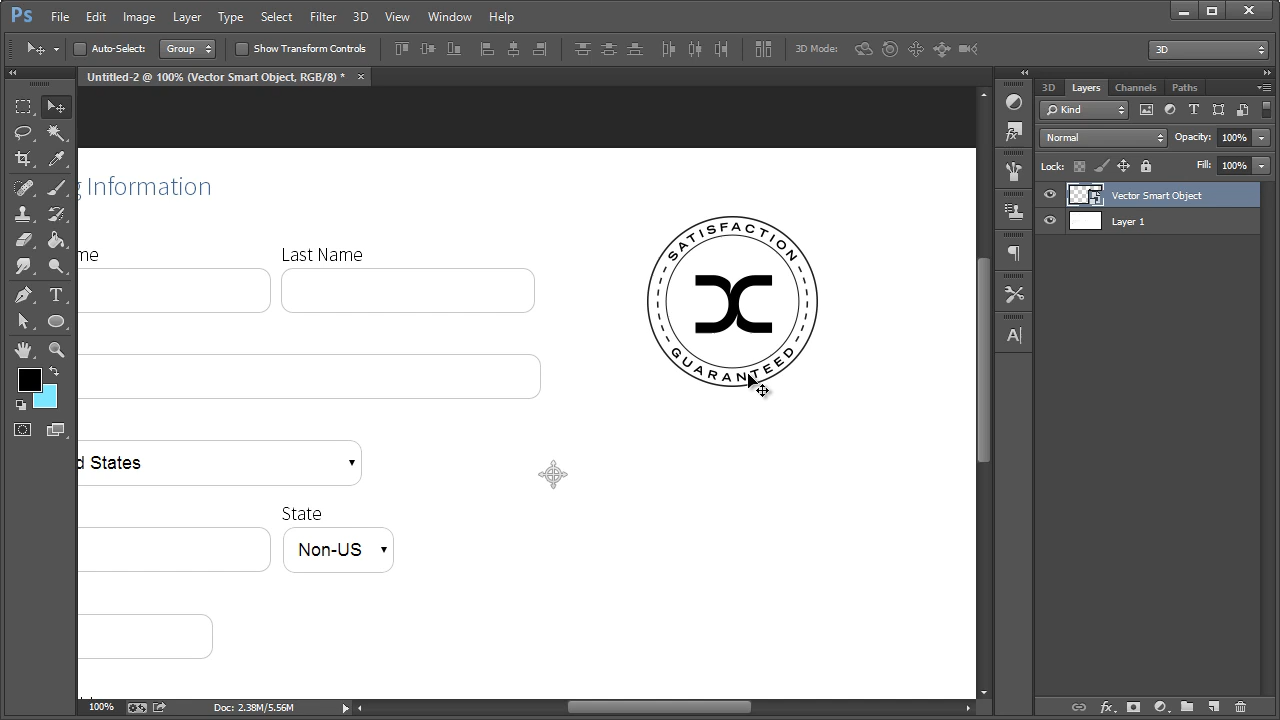 Ps File Edit Image Layer Type Select Filter 3D View Window Help
Auto-Select: Group Show Transform Controls 3D Mode: 3D
Untitled-2 @ 100% (Vector Smart Object, RGB/8) *
3D Layers Channels Paths
Kind
Normal Opacity: 100%
Lock: Fill: 100%
Vector Smart Object
Layer 1
Information
Last Name
SATISFACTION
GUARANTEED
States
State
Non-US
100% Doc: 2.38M/5.56M